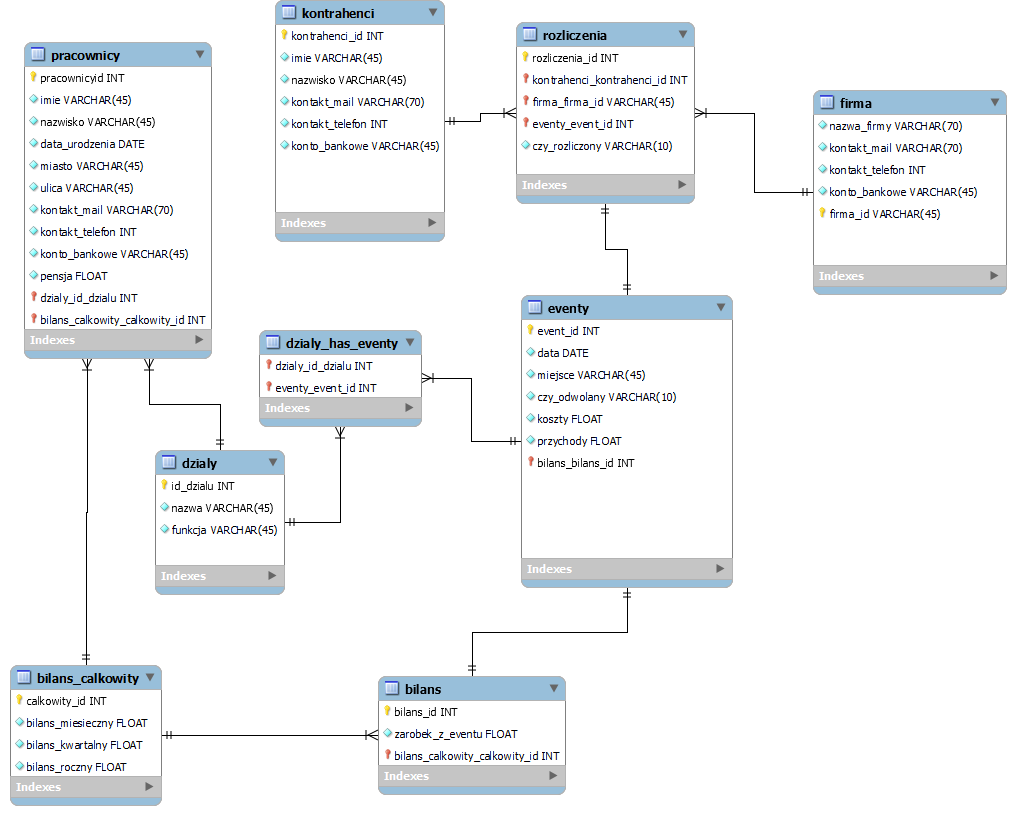 kontrahenci
kontrahenci_id INT
imie VARCHAR(45)
nazwisko VARCHAR(45)
kontakt_mail VARCHAR(70)
kontakt_telefon INT
konto_bankowe VARCHAR(45)
Indexes
rozliczenia
rozliczenia_id INT
kontrahenci_kontrahenci_id INT
firma_firma_id VARCHAR(45)
eventy_event_id INT
czy_rozliczony VARCHAR(10)
Indexes
pracownicy
pracownicyid INT
imie VARCHAR(45)
nazwisko VARCHAR(45)
data_urodzenia DATE
miasto VARCHAR(45)
ulica VARCHAR(45)
kontakt_mail VARCHAR(70)
kontakt_telefon INT
konto_bankowe VARCHAR(45)
pensja FLOAT
dzialy_id_dzialu INT
bilans_calkowity_calkowity_id INT
Indexes
firma
nazwa_firmy VARCHAR(70)
kontakt_mail VARCHAR(70)
kontakt_telefon INT
konto_bankowe VARCHAR(45)
firma_id VARCHAR(45)
Indexes
eventy
event_id INT
data DATE
miejsce VARCHAR(45)
czy_odwolany VARCHAR(10)
koszty FLOAT
przychody FLOAT
bilans_bilans_id INT
Indexes
dzialy_has_eventy
dzialy_id_dzialu INT
eventy_event_id INT
Indexes
dzialy
id_dzialu INT
nazwa VARCHAR(45)
funkcja VARCHAR(45)
Indexes
bilans_calkowity
calkowity_id INT
bilans_miesieczny FLOAT
bilans_kwartalny FLOAT
bilans_roczny FLOAT
Indexes
bilans
bilans_id INT
zarobek_z_eventu FLOAT
bilans_calkowity_calkowity_id INT
Indexes